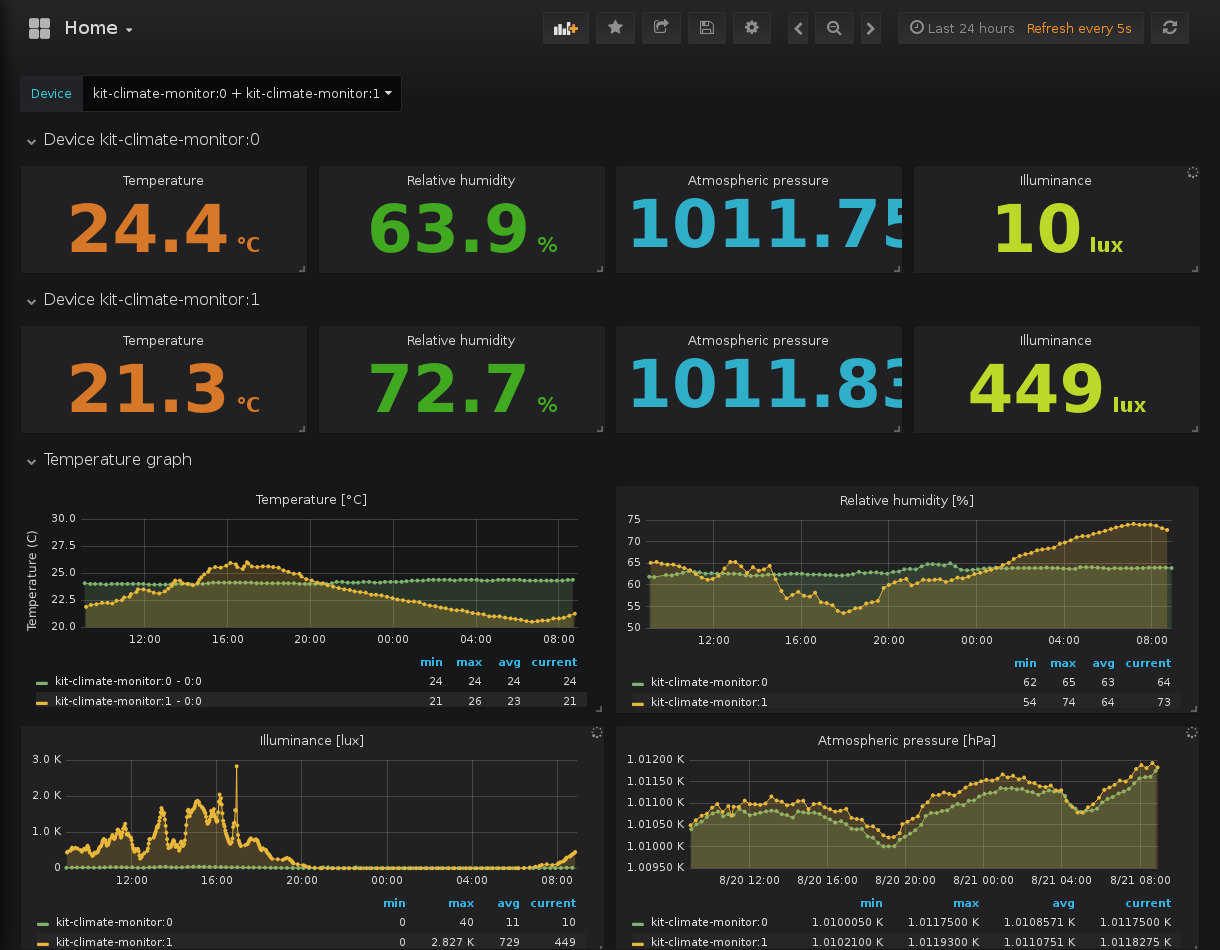 Home
Last 24 hours Refresh every 5s
Device kit-climate-monitor:0 + kit-climate-monitor:1
Device kit-climate-monitor:0
Temperature Relative humidity Atmospheric pressure Illuminance
24.4 °C 63.9 % 1011.75 10 lux
Device kit-climate-monitor:1
Temperature Relative humidity Atmospheric pressure Illuminance
21.3 °C 72.7 % 1011.83 449 lux
Temperature graph
Temperature [°C]
Temperature (C)
30.0
27.5
25.0
22.5
20.0
12:00 16:00 20:00 00:00 04:00 08:00
min max avg current
kit-climate-monitor:0 - 0:0 24 24 24 24
kit-climate-monitor:1 - 0:0 21 26 23 21
Relative humidity [%]
75
70
65
60
55
50
12:00 16:00 20:00 00:00 04:00 08:00
min max avg current
kit-climate-monitor:0 62 65 63 64
kit-climate-monitor:1 54 74 64 73
Illuminance [lux]
3.0 K
2.0 K
1.0 K
0
12:00 16:00 20:00 00:00 04:00 08:00
min max avg current
kit-climate-monitor:0 0 40 11 10
kit-climate-monitor:1 0 2.827 K 729 449
Atmospheric pressure [hPa]
1.01200 K
1.01150 K
1.01100 K
1.01050 K
1.01000 K
1.00950 K
8/20 12:00 8/20 16:00 8/20 20:00 8/21 00:00 8/21 04:00 8/21 08:00
min max avg current
kit-climate-monitor:0 1.0100050 K 1.0117500 K 1.0108571 K 1.0117500 K
kit-climate-monitor:1 1.0102100 K 1.0119300 K 1.0110751 K 1.0118275 K